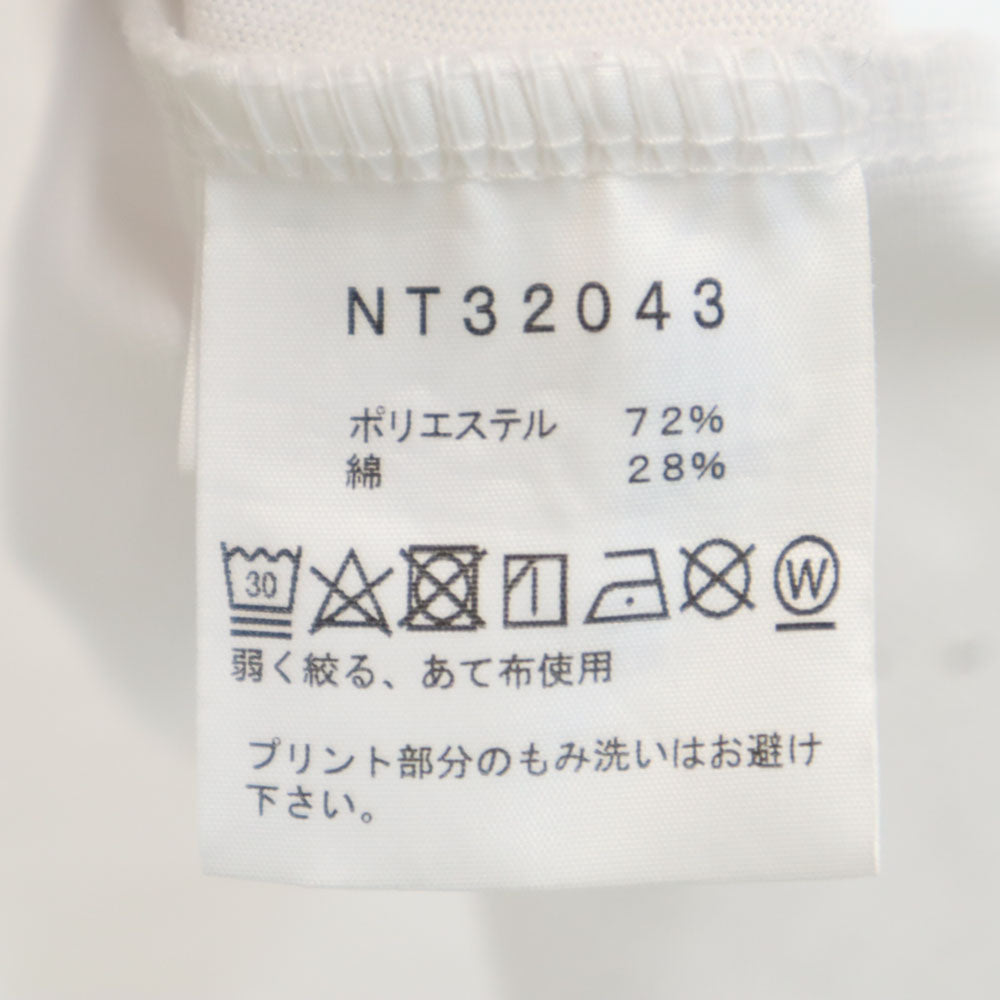 NT32043
ポリエステル 72%
綿 28%
30 W
弱く絞る、あて布使用
プリント部分のもみ洗いはお避け
下さい。